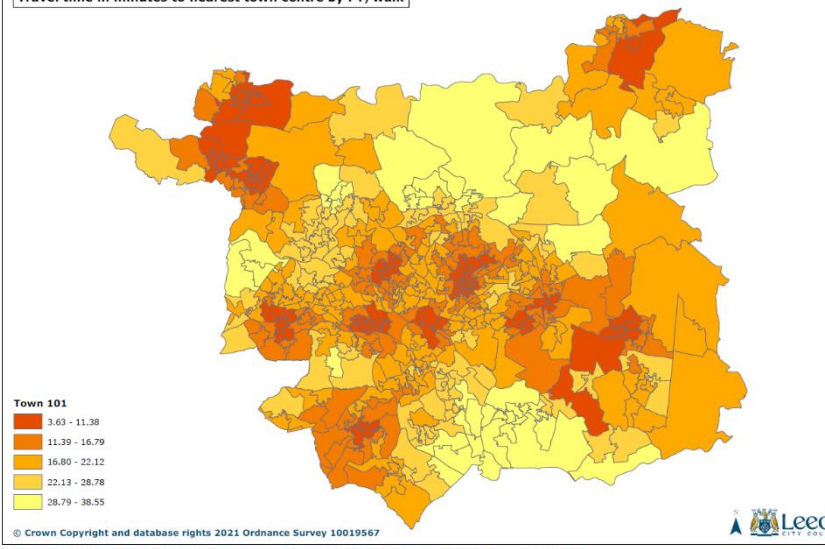 Travel time in minutes to nearest town centre by PT/walk
Town 101
3.63 - 11.38
11.39 - 16.79
16.80 - 22.12
22.13 - 28.78
28.79 - 38.55
© Crown Copyright and database rights 2021 Ordnance Survey 10019567
N
Leed
CITY COU